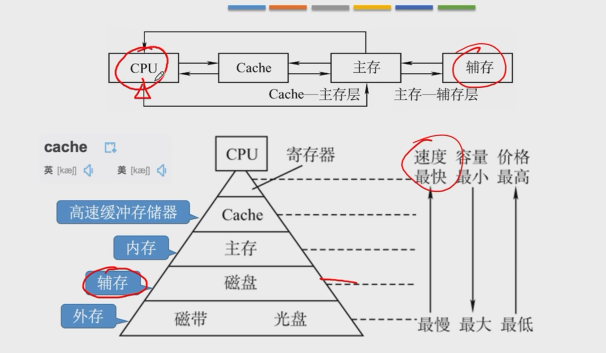 CPU
Cache
主存
辅存
Cache—主存层
主存—辅存层
cache
英 [kæʃ]
美 [kæʃ]
CPU
寄存器
速度 容量 价格
最快 最小 最高
高速缓冲存储器
Cache
内存
主存
辅存
磁盘
外存
磁带
光盘
最慢 最大 最低